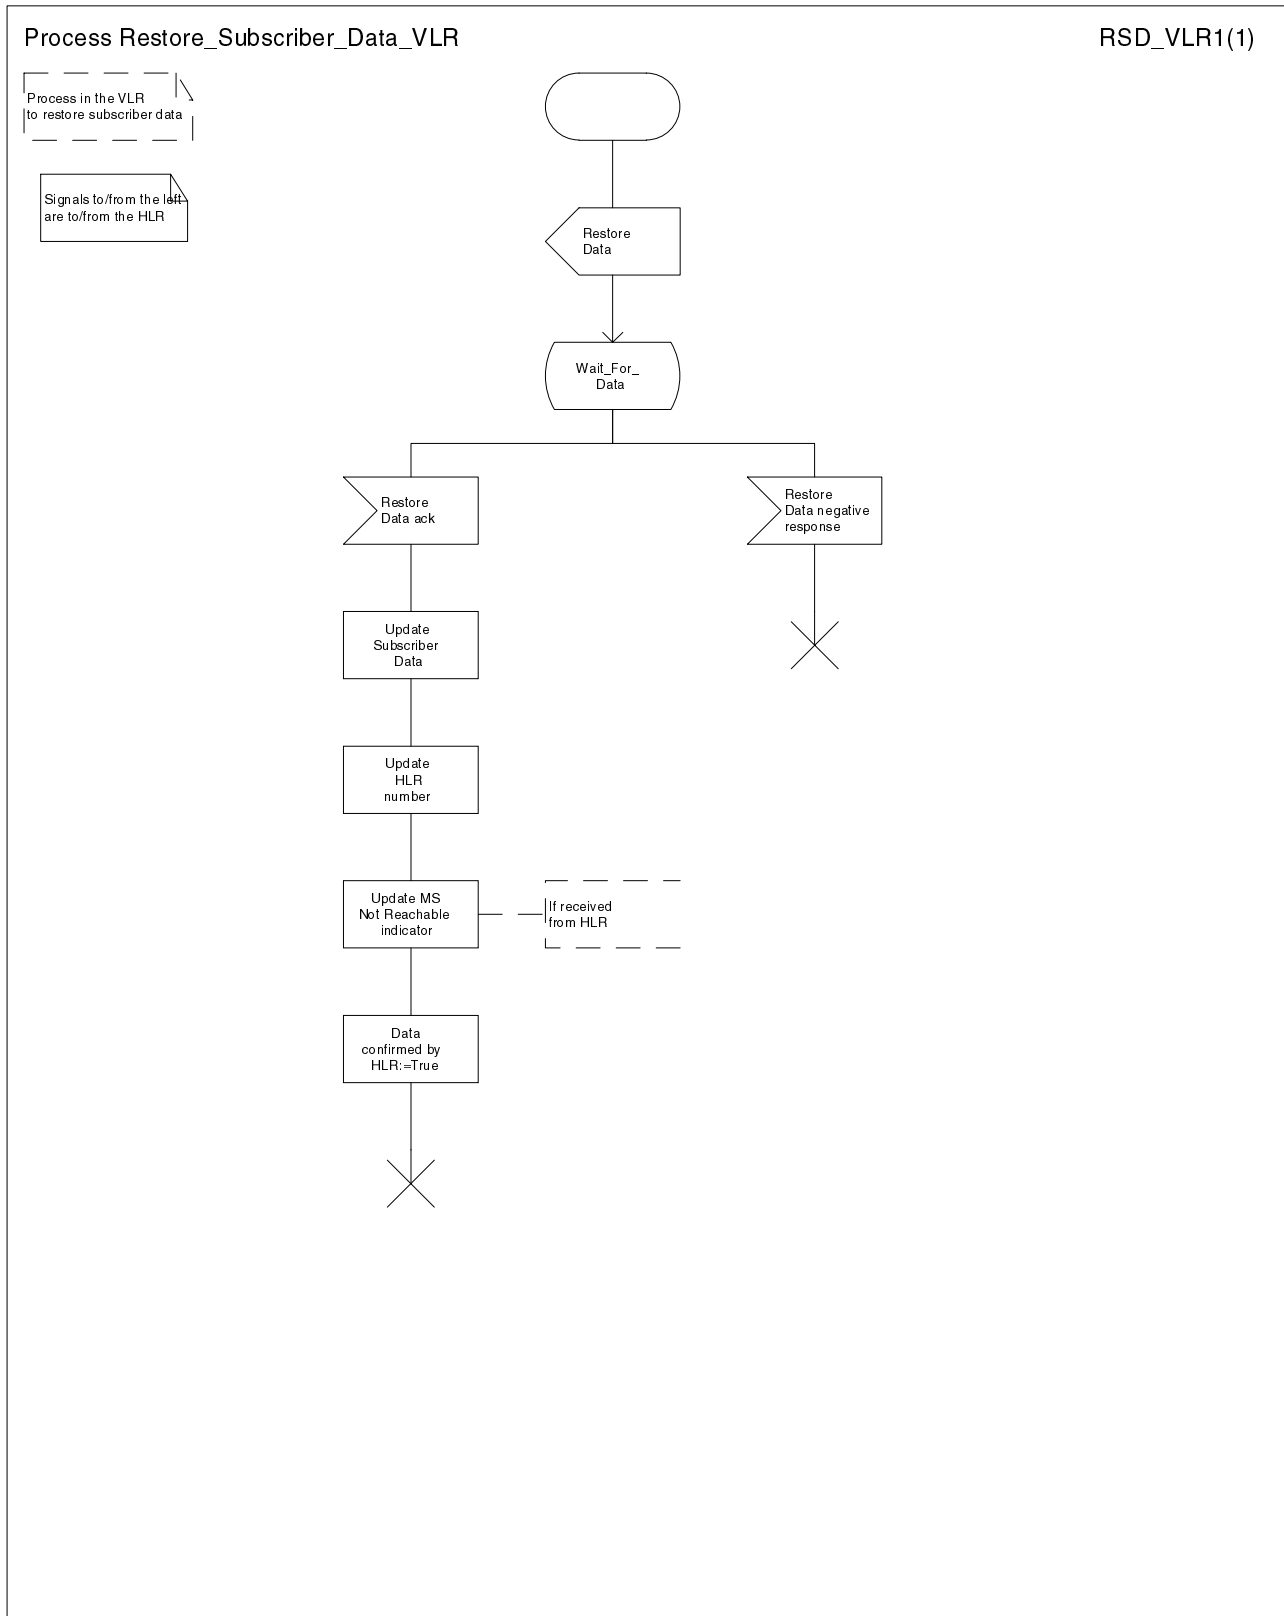 Process Restore_Subscriber_Data_VLR
RSD_VLR1(1)
Process in the VLR
to restore subscriber data
Signals to/from the left
are to/from the HLR
Restore
Data
Wait_For_
Data
Restore
Data ack
Restore
Data negative
response
Update
Subscriber
Data
Update
HLR
number
Update MS
Not Reachable
indicator
If received
from HLR
Data
confirmed by
HLR:=True